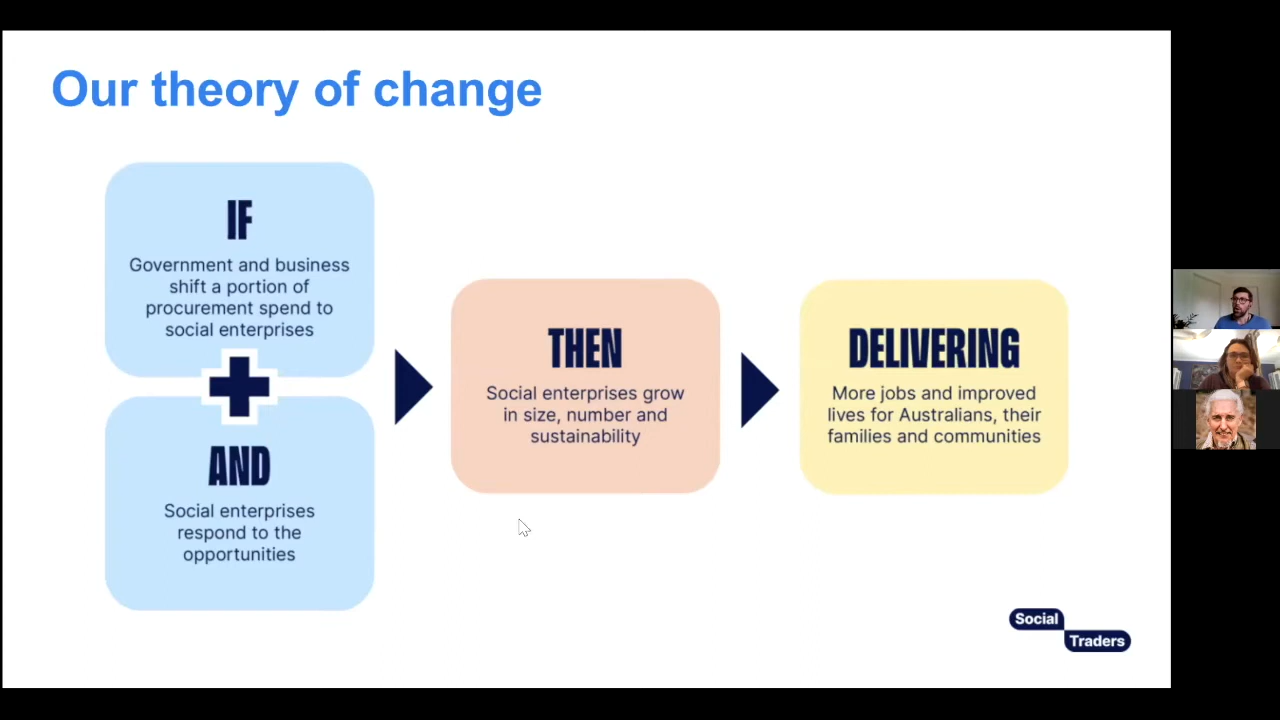 Our theory of change
IF
Government and business
shift a portion of
procurement spend to
social enterprises
AND
Social enterprises
respond to the
opportunities
THEN
Social enterprises grow
in size, number and
sustainability
DELIVERING
More jobs and improved
lives for Australians, their
families and communities
Social
Traders